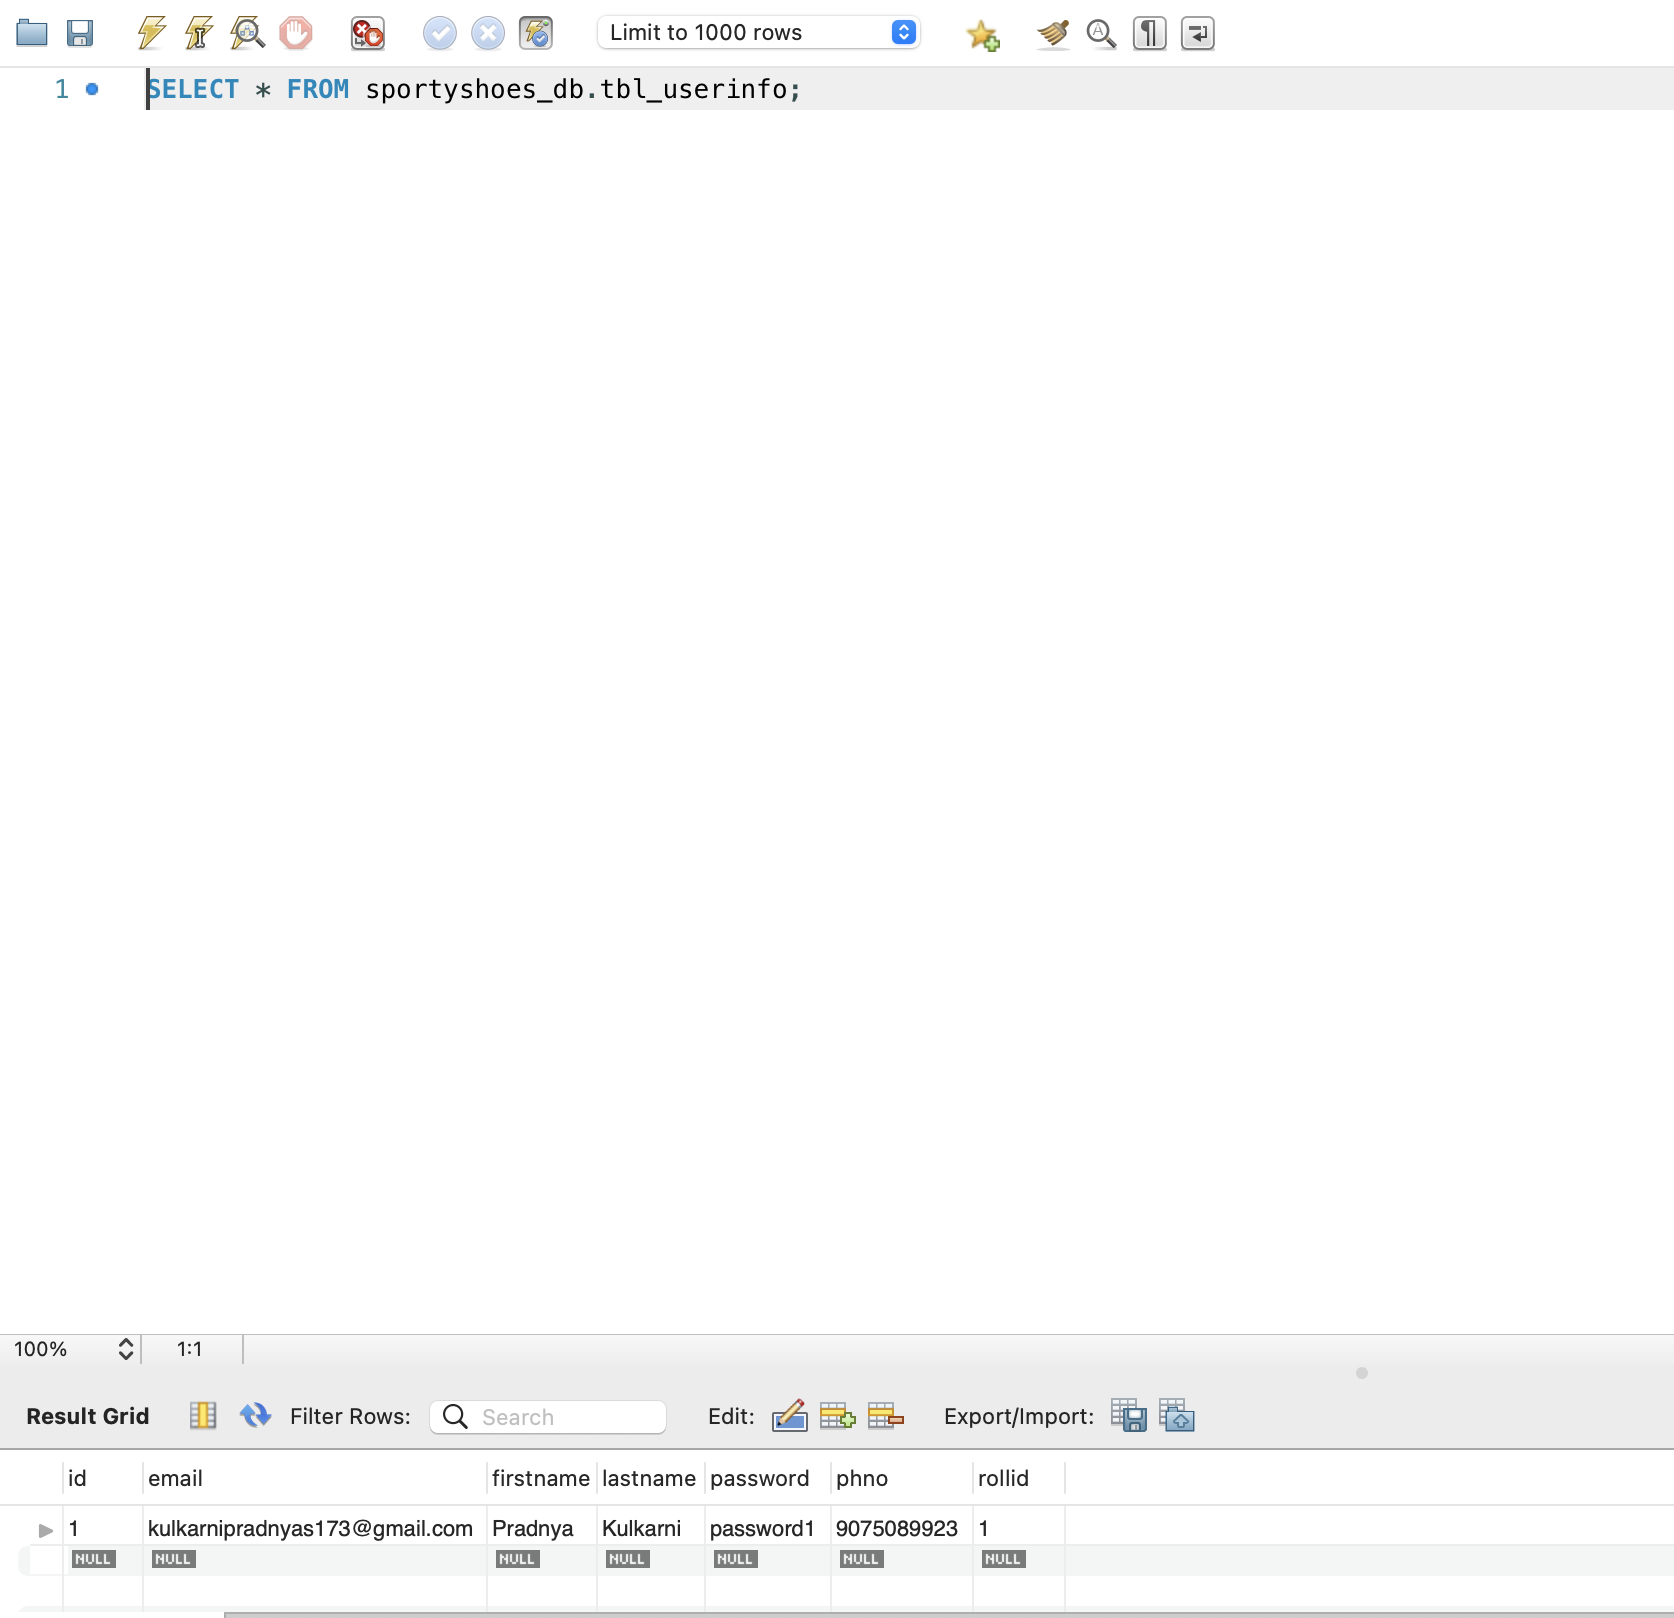 Limit to 1000 rows
1 SELECT * FROM sportyshoes_db.tbl_userinfo;
100% 1:1
Result Grid Filter Rows: Search Edit: Export/Import:
id email firstname lastname password phno rollid
1 kulkarnipradnyas173@gmail.com Pradnya Kulkarni password1 9075089923 1
NULL NULL NULL NULL NULL NULL NULL